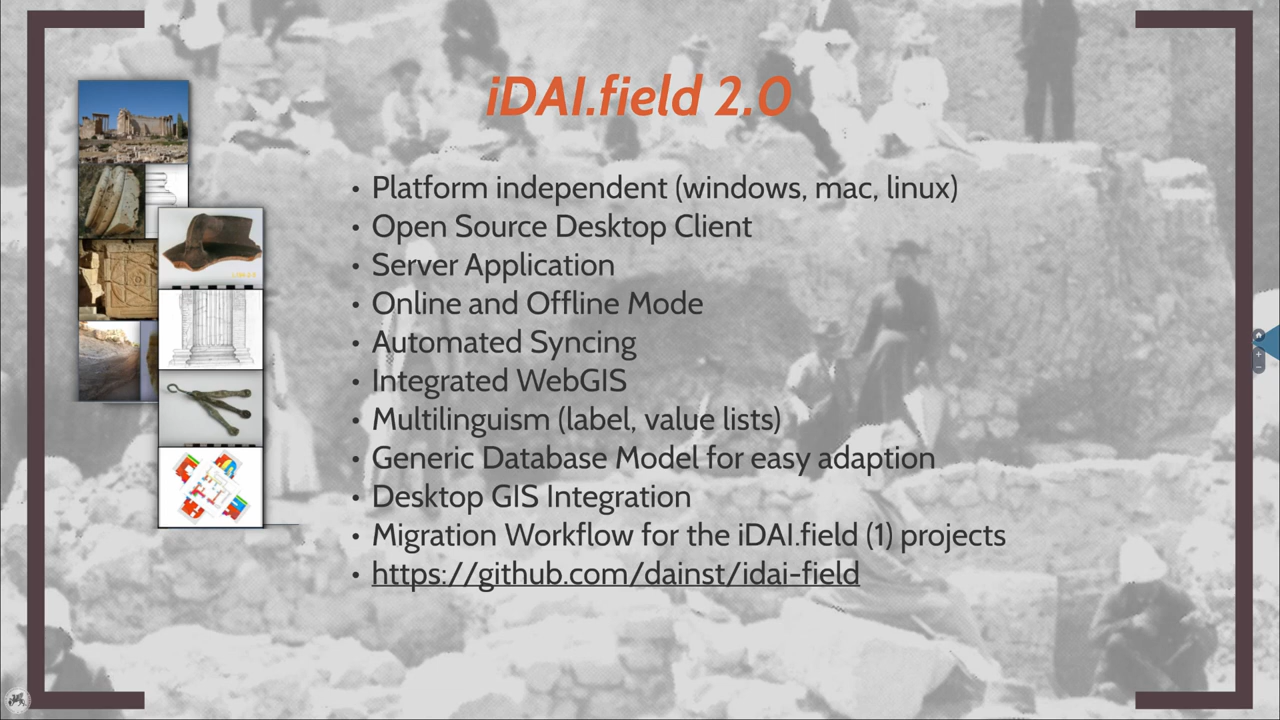 iDAI.field 2.0
• Platform independent (windows, mac, linux)
• Open Source Desktop Client
• Server Application
• Online and Offline Mode
• Automated Syncing
• Integrated WebGIS
• Multilinguism (label, value lists)
• Generic Database Model for easy adaption
• Desktop GIS Integration
• Migration Workflow for the iDAI.field (1) projects
• https://github.com/dainst/idai-field